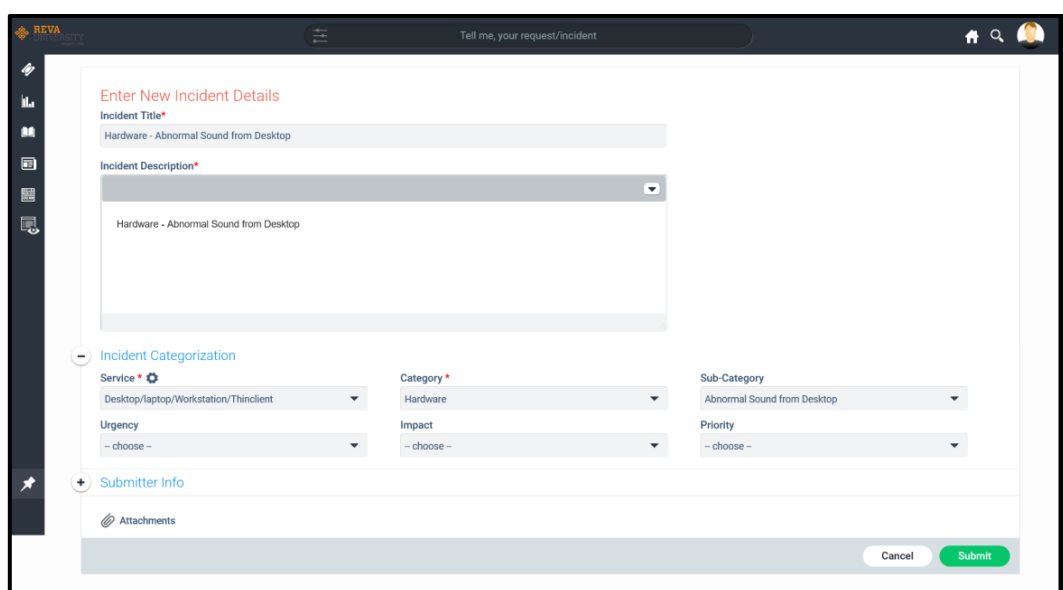 REVA
UNIVERSITY
Tell me, your request/incident
Enter New Incident Details
Incident Title*
Hardware - Abnormal Sound from Desktop
Incident Description*
Hardware - Abnormal Sound from Desktop
Incident Categorization
Service * Category * Sub-Category
Desktop/laptop/Workstation/Thinclient Hardware Abnormal Sound from Desktop
Urgency Impact Priority
-- choose -- -- choose -- -- choose --
Submitter Info
Attachments
Cancel Submit